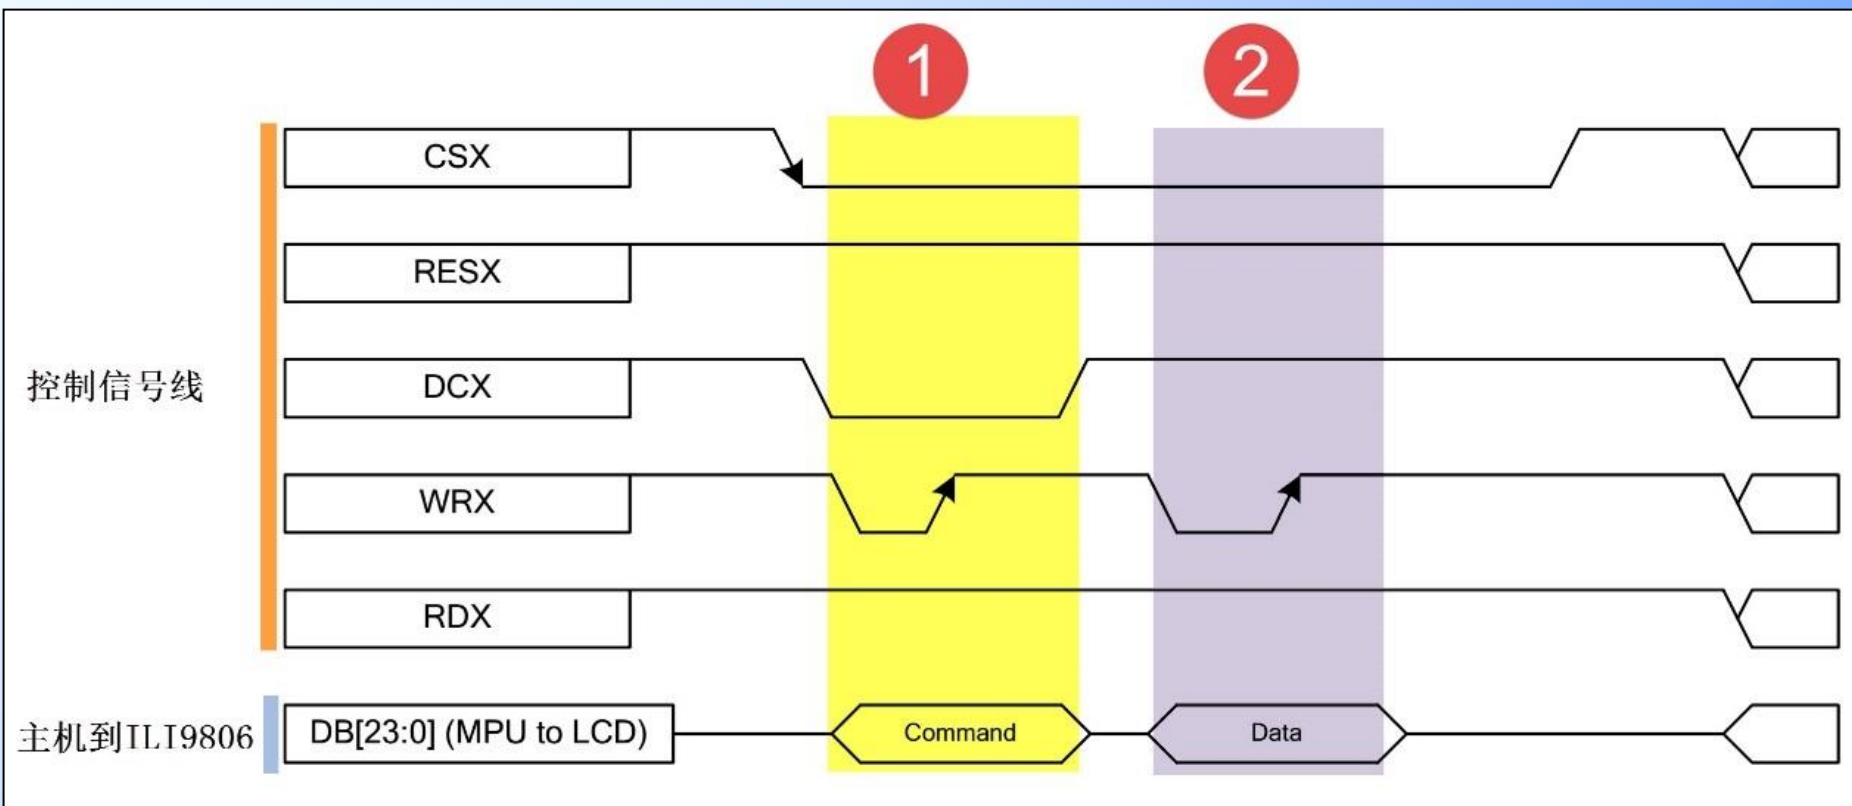 1
2
CSX
RESX
控制信号线
DCX
WRX
RDX
主机到ILI9806
DB[23:0] (MPU to LCD)
Command
Data